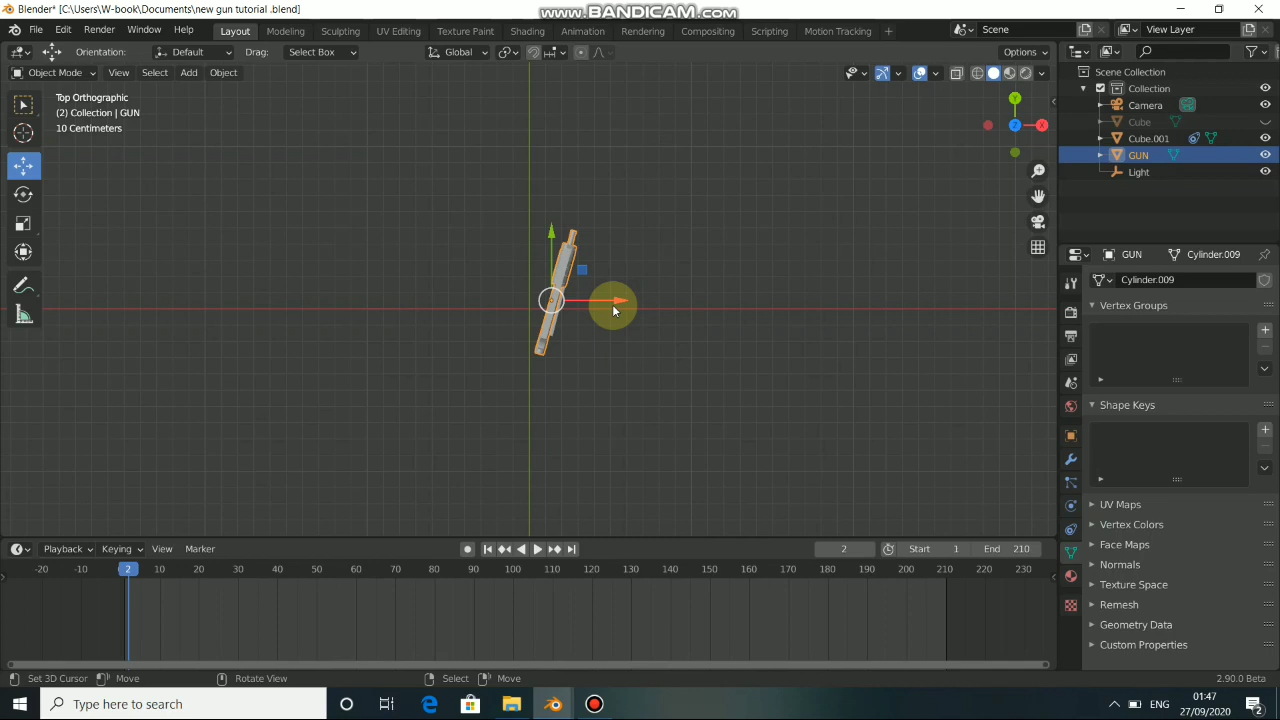 Blender* [C:\Users\W-book\Documents\new gun tutorial .blend]
www.BANDICAM.com
File Edit Render Window Help
Layout Modeling Sculpting UV Editing Texture Paint Shading Animation Rendering Compositing Scripting Motion Tracking +
Scene
View Layer
Orientation: Default Drag: Select Box
Global
Options
Object Mode View Select Add Object
Top Orthographic
(2) Collection | GUN
10 Centimeters
Y
Z
X
Scene Collection
Collection
Camera
Cube
Cube.001
GUN
Light
GUN Cylinder.009
Cylinder.009
Vertex Groups
Shape Keys
UV Maps
Vertex Colors
Face Maps
Normals
Texture Space
Remesh
Geometry Data
Custom Properties
Playback Keying View Marker
2 Start 1 End 210
-20 -10 2 10 20 30 40 50 60 70 80 90 100 110 120 130 140 150 160 170 180 190 200 210 220 230
Set 3D Cursor Move Rotate View Select Move
2.90.0 Beta
Type here to search
ENG
01:47
27/09/2020
2